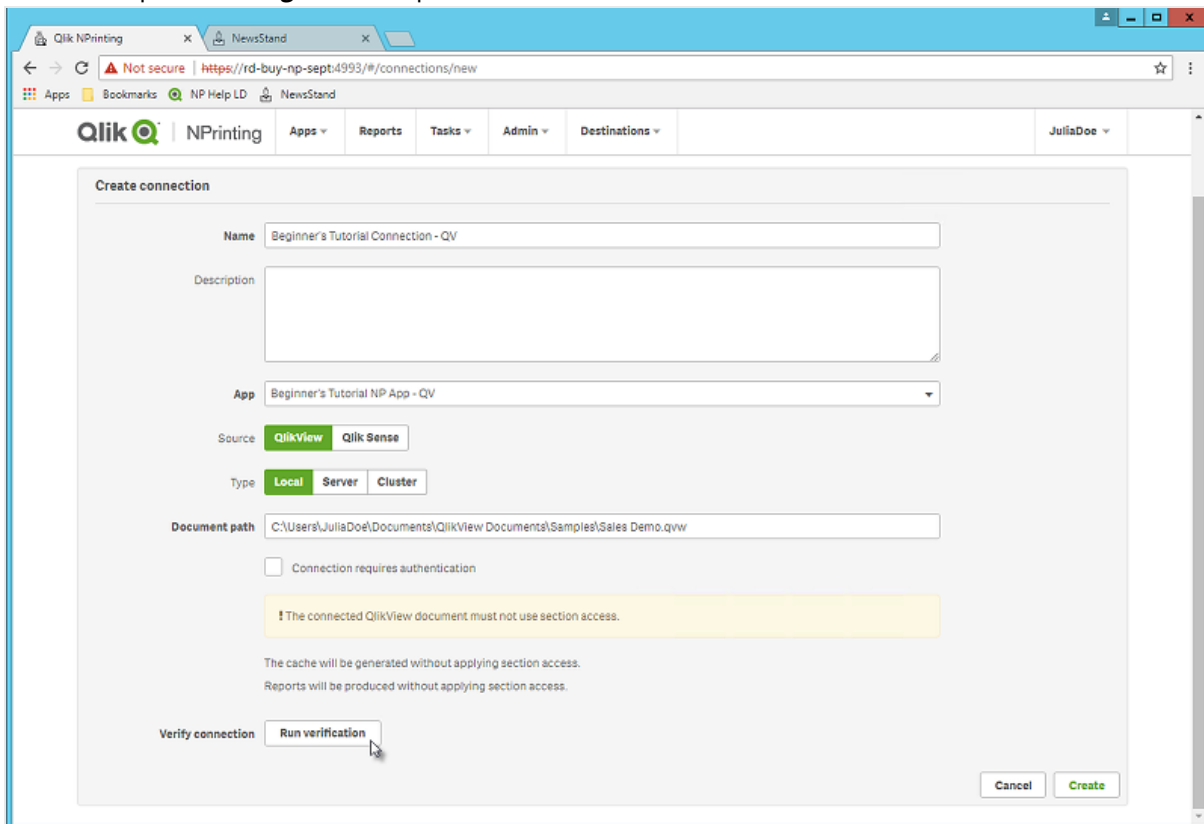 Qlik NPrinting
NewsStand
Not secure | https://rd-buy-np-sept:4993/#/connections/new
Apps Bookmarks NP Help LD NewsStand
Qlik NPrinting Apps Reports Tasks Admin Destinations JuliaDoe
Create connection
Name Beginner's Tutorial Connection - QV
Description
App Beginner's Tutorial NP App - QV
Source QlikView Qlik Sense
Type Local Server Cluster
Document path C:\Users\JuliaDoe\Documents\QlikView Documents\Samples\Sales Demo.qvw
Connection requires authentication
! The connected QlikView document must not use section access.
The cache will be generated without applying section access.
Reports will be produced without applying section access.
Verify connection Run verification
Cancel Create